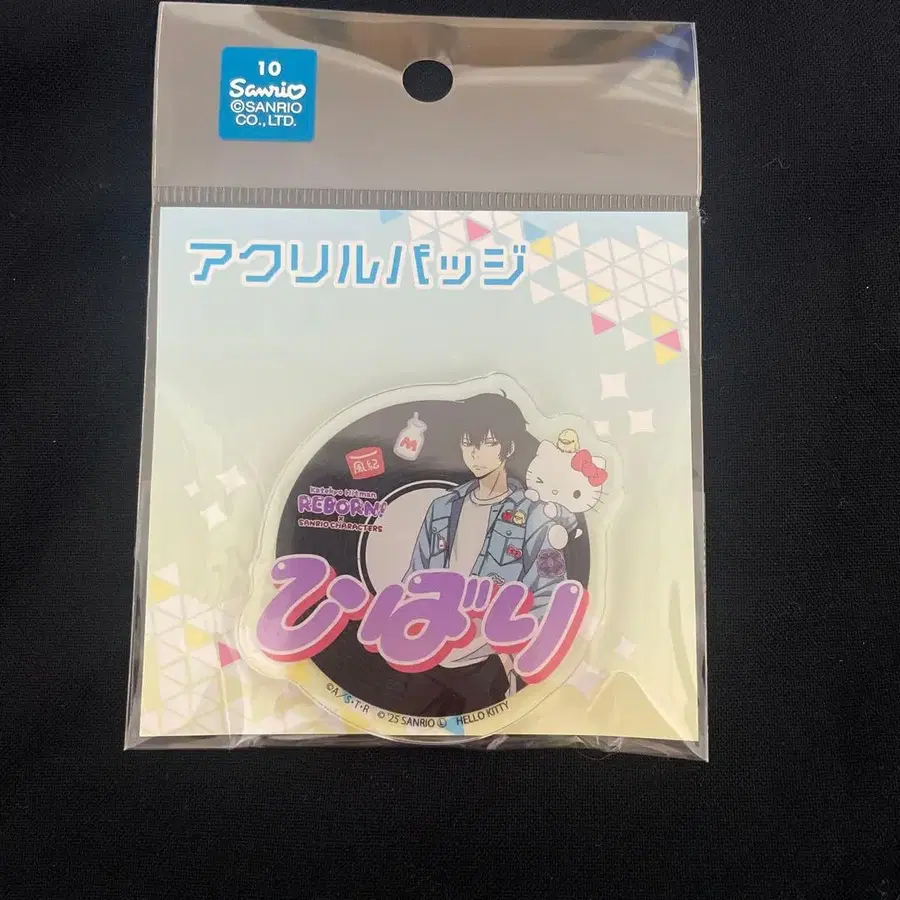 10
Sanrio
©SANRIO
CO., LTD.
アクリルバッジ
M
風紀
Katekyo Hitman
REBORN!
×
SANRIO CHARACTERS
ひばり
©A/S・T・R
©'25 SANRIO Ⓛ HELLO KITTY